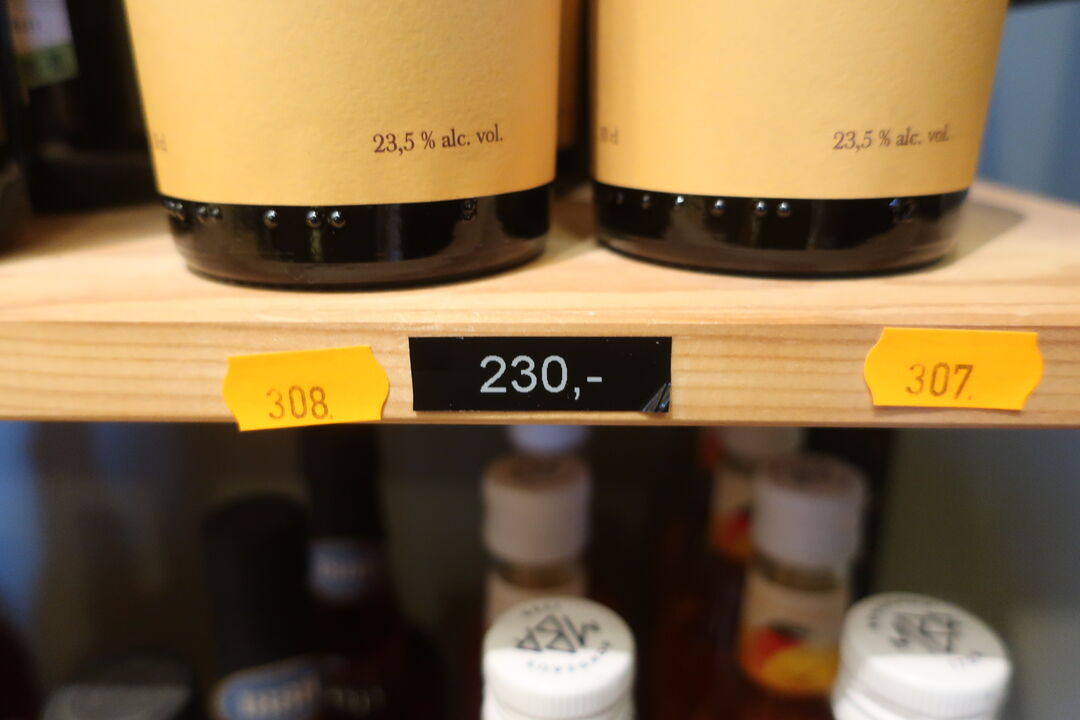 23,5 % alc. vol.
23,5 % alc. vol.
308.
230,-
307.